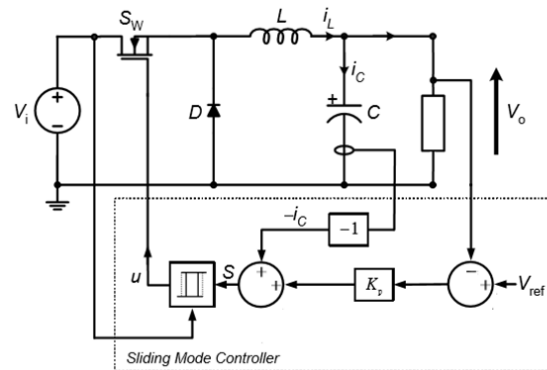 S_W
L
i_L
i_C
+
V_i
+
−
D
C
V_o
−i_C
−1
u
S
+
+
K_p
−
+
V_ref
Sliding Mode Controller